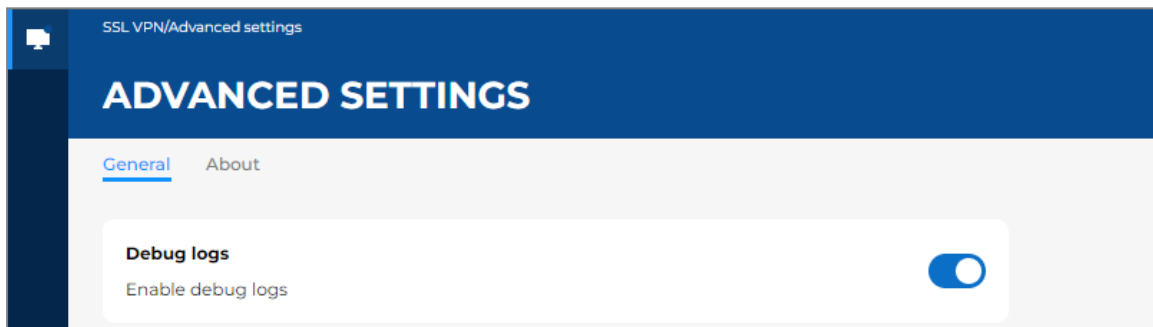 SSL VPN/Advanced settings
ADVANCED SETTINGS
General About
Debug logs
Enable debug logs